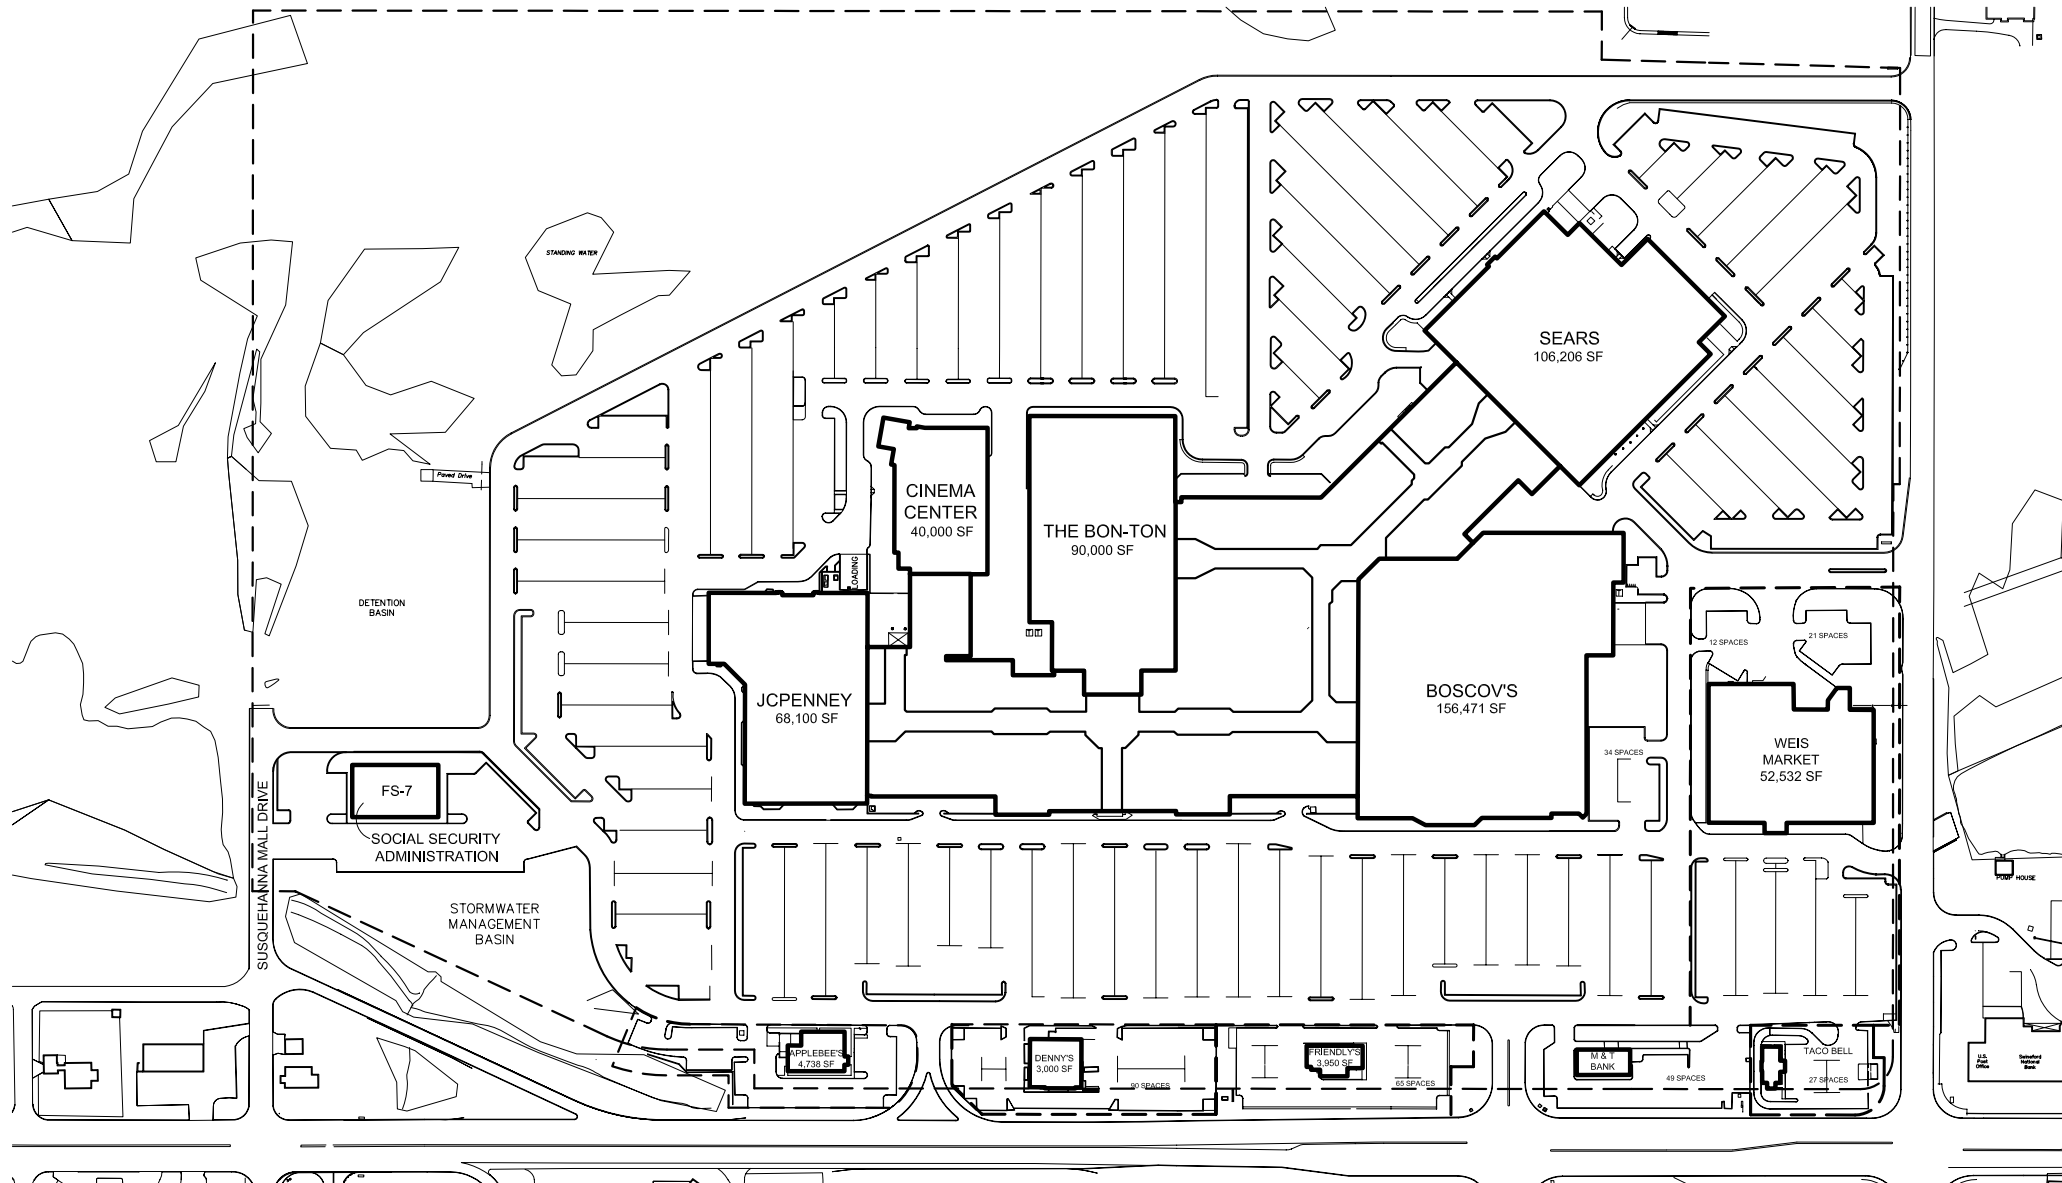 STANDING WATER
SEARS
106,206 SF
Paved Drive
CINEMA
CENTER
40,000 SF
THE BON-TON
90,000 SF
LOADING
DETENTION
BASIN
12 SPACES
21 SPACES
JCPENNEY
68,100 SF
BOSCOV'S
156,471 SF
34 SPACES
WEIS
MARKET
52,532 SF
FS-7
SOCIAL SECURITY
ADMINISTRATION
SUSQUEHANNA MALL DRIVE
STORMWATER
MANAGEMENT
BASIN
PUMP HOUSE
APPLEBEE'S
4,738 SF
DENNY'S
3,000 SF
90 SPACES
FRIENDLY'S
3,950 SF
65 SPACES
M & T
BANK
49 SPACES
TACO BELL
27 SPACES
U.S.
Post
Office
National
Bank